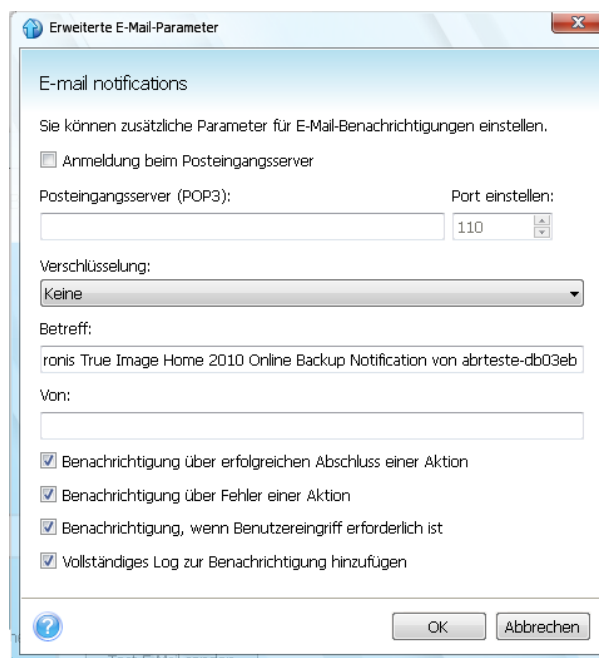 Erweiterte E-Mail-Parameter
E-mail notifications
Sie können zusätzliche Parameter für E-Mail-Benachrichtigungen einstellen.
Anmeldung beim Posteingangsserver
Posteingangsserver (POP3): Port einstellen:
110
Verschlüsselung:
Keine
Betreff:
ronis True Image Home 2010 Online Backup Notification von abrteste-db03eb
Von:
Benachrichtigung über erfolgreichen Abschluss einer Aktion
Benachrichtigung über Fehler einer Aktion
Benachrichtigung, wenn Benutzereingriff erforderlich ist
Vollständiges Log zur Benachrichtigung hinzufügen
OK Abbrechen